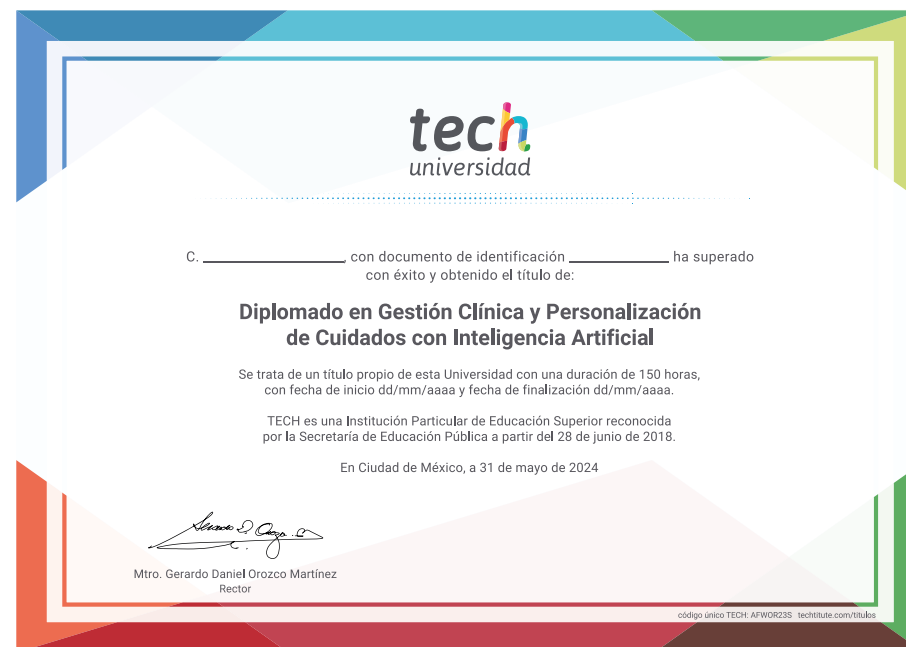 tech
universidad
C. ____________________, con documento de identificación ______________ ha superado
con éxito y obtenido el título de:
Diplomado en Gestión Clínica y Personalización
de Cuidados con Inteligencia Artificial
Se trata de un título propio de esta Universidad con una duración de 150 horas,
con fecha de inicio dd/mm/aaaa y fecha de finalización dd/mm/aaaa.
TECH es una Institución Particular de Educación Superior reconocida
por la Secretaría de Educación Pública a partir del 28 de junio de 2018.
En Ciudad de México, a 31 de mayo de 2024
Mtro. Gerardo Daniel Orozco Martínez
Rector
código único TECH: AFWOR23S techtitute.com/titulos